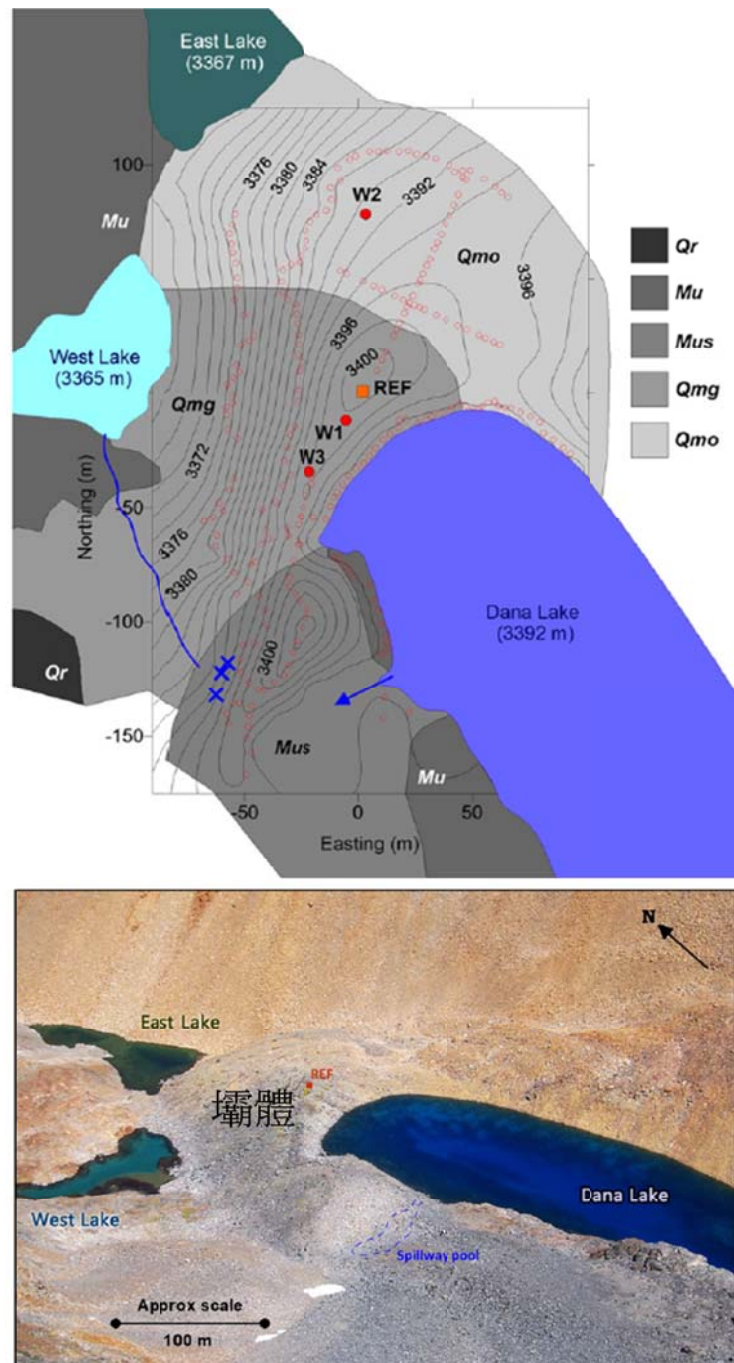 East Lake
(3367 m)
100
3376
3380
3384
3392
W2
Mu
Qmo
3396
Qr
Mu
Mus
Qmg
Qmo
West Lake
(3365 m)
3396
3400
REF
Qmg
W1
W3
3372
Northing (m)
-50
3376
3380
-100
Dana Lake
(3392 m)
3400
Qr
-150
Mus
Mu
-50
0
50
Easting (m)
N
East Lake
REF
壩體
Dana Lake
West Lake
Spillway pool
Approx scale
100 m